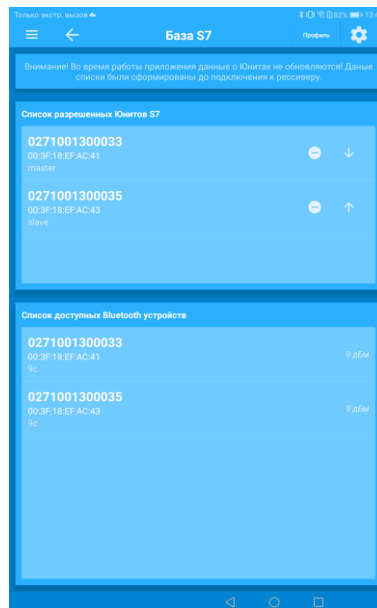 Только экстр. вызов
82% 13:
База S7
Профиль
Внимание! Во время работы приложения данные о Юнитах не обновляются! Даные
списки были сформированы до подключения к рессиверу.
Список разрешенных Юнитов S7
0271001300033
00:3F:18:EF:AC:41
master
0271001300035
00:3F:18:EF:AC:43
slave
Список доступных Bluetooth устройств
0271001300033
00:3F:18:EF:AC:41
9 дБм
9c
0271001300035
00:3F:18:EF:AC:43
9 дБм
9c